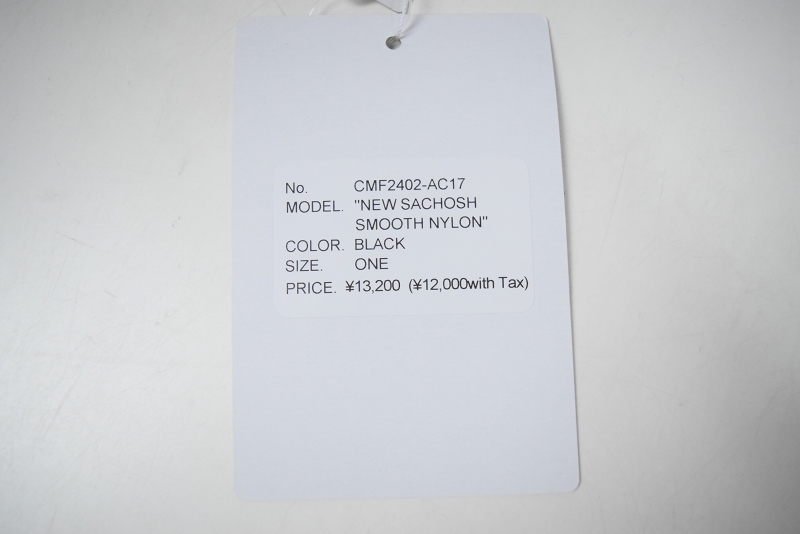 No. CMF2402-AC17
MODEL. "NEW SACHOSH
SMOOTH NYLON"
COLOR. BLACK
SIZE. ONE
PRICE. ¥13,200 (¥12,000with Tax)